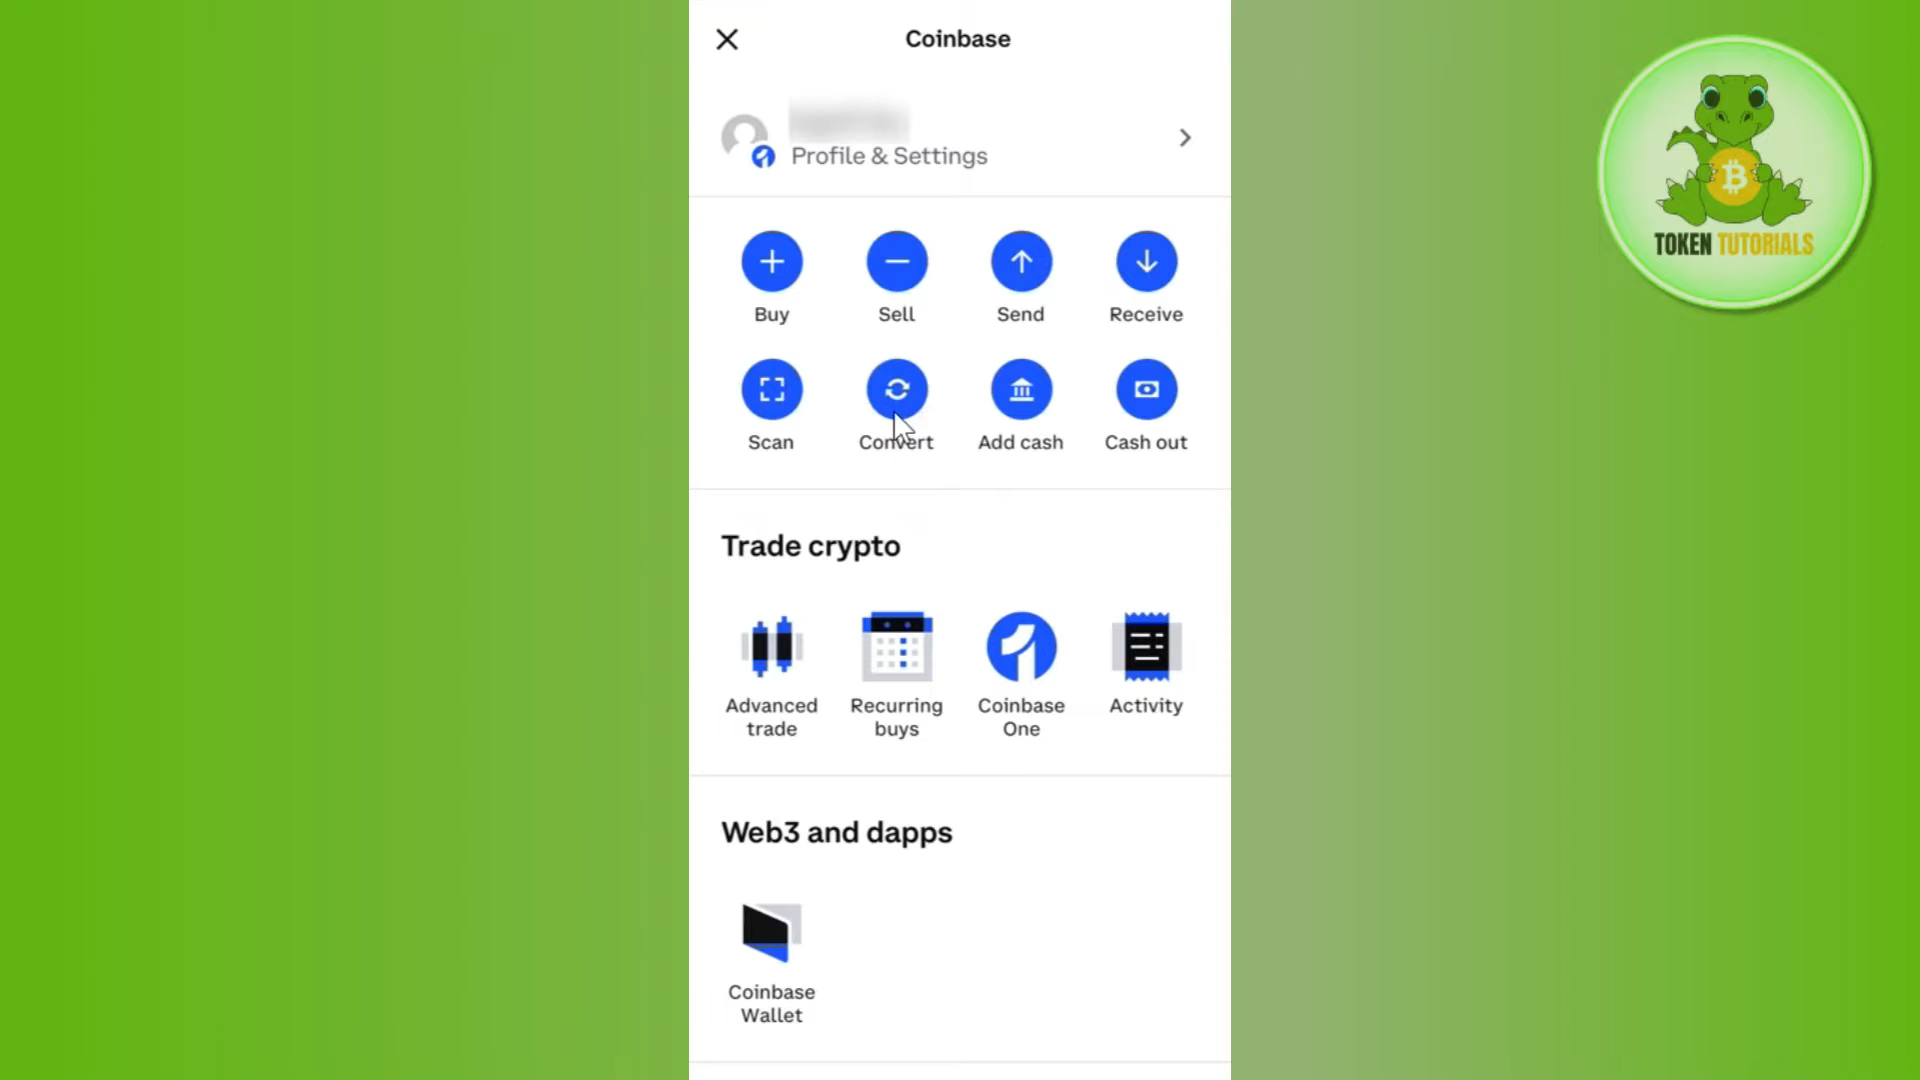 Coinbase
Profile & Settings
Buy
Sell
Send
Receive
Scan
Convert
Add cash
Cash out
Trade crypto
Advanced
trade
Recurring
buys
Coinbase
One
Activity
Web3 and dapps
Coinbase
Wallet
TOKEN TUTORIALS